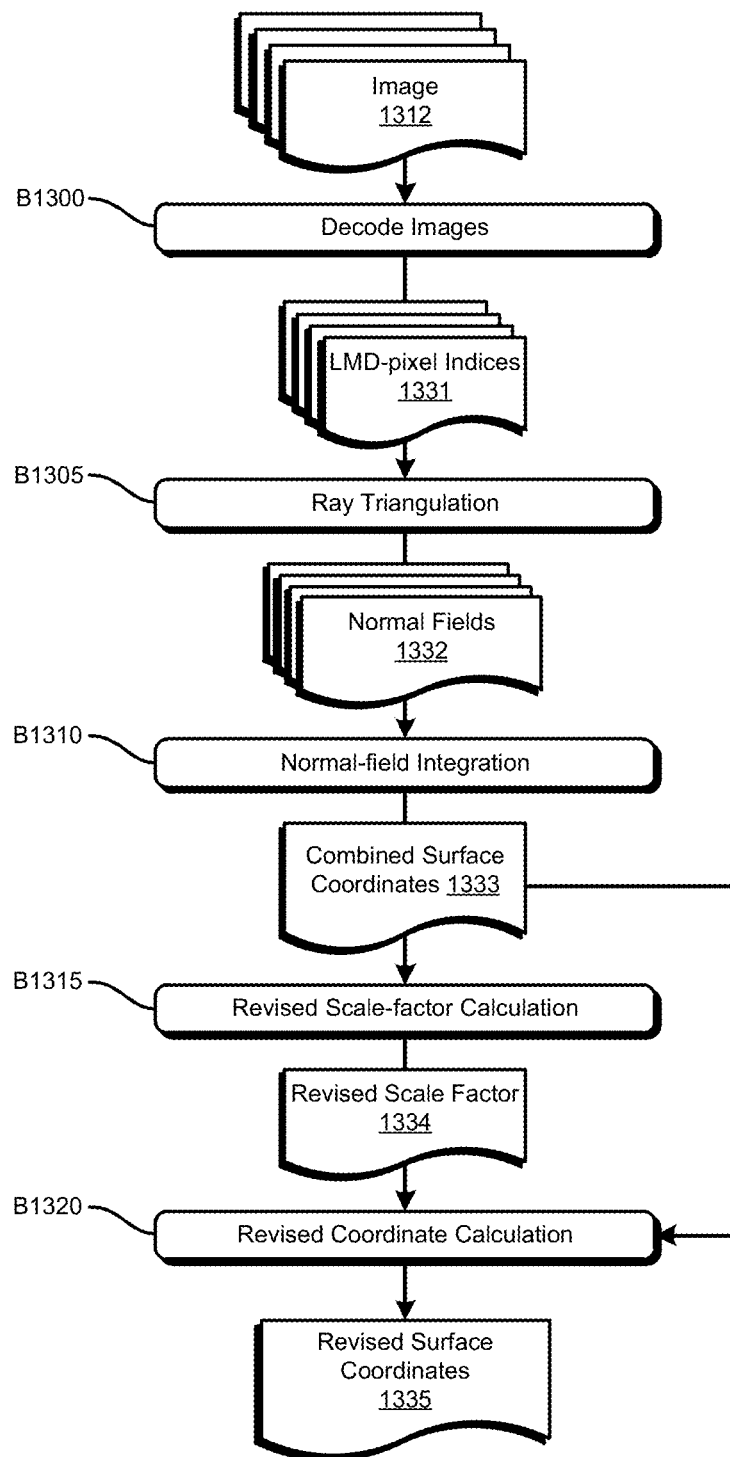 Image
1312
B1300
Decode Images
LMD-pixel Indices
1331
B1305
Ray Triangulation
Normal Fields
1332
B1310
Normal-field Integration
Combined Surface
Coordinates 1333
B1315
Revised Scale-factor Calculation
Revised Scale Factor
1334
B1320
Revised Coordinate Calculation
Revised Surface
Coordinates
1335